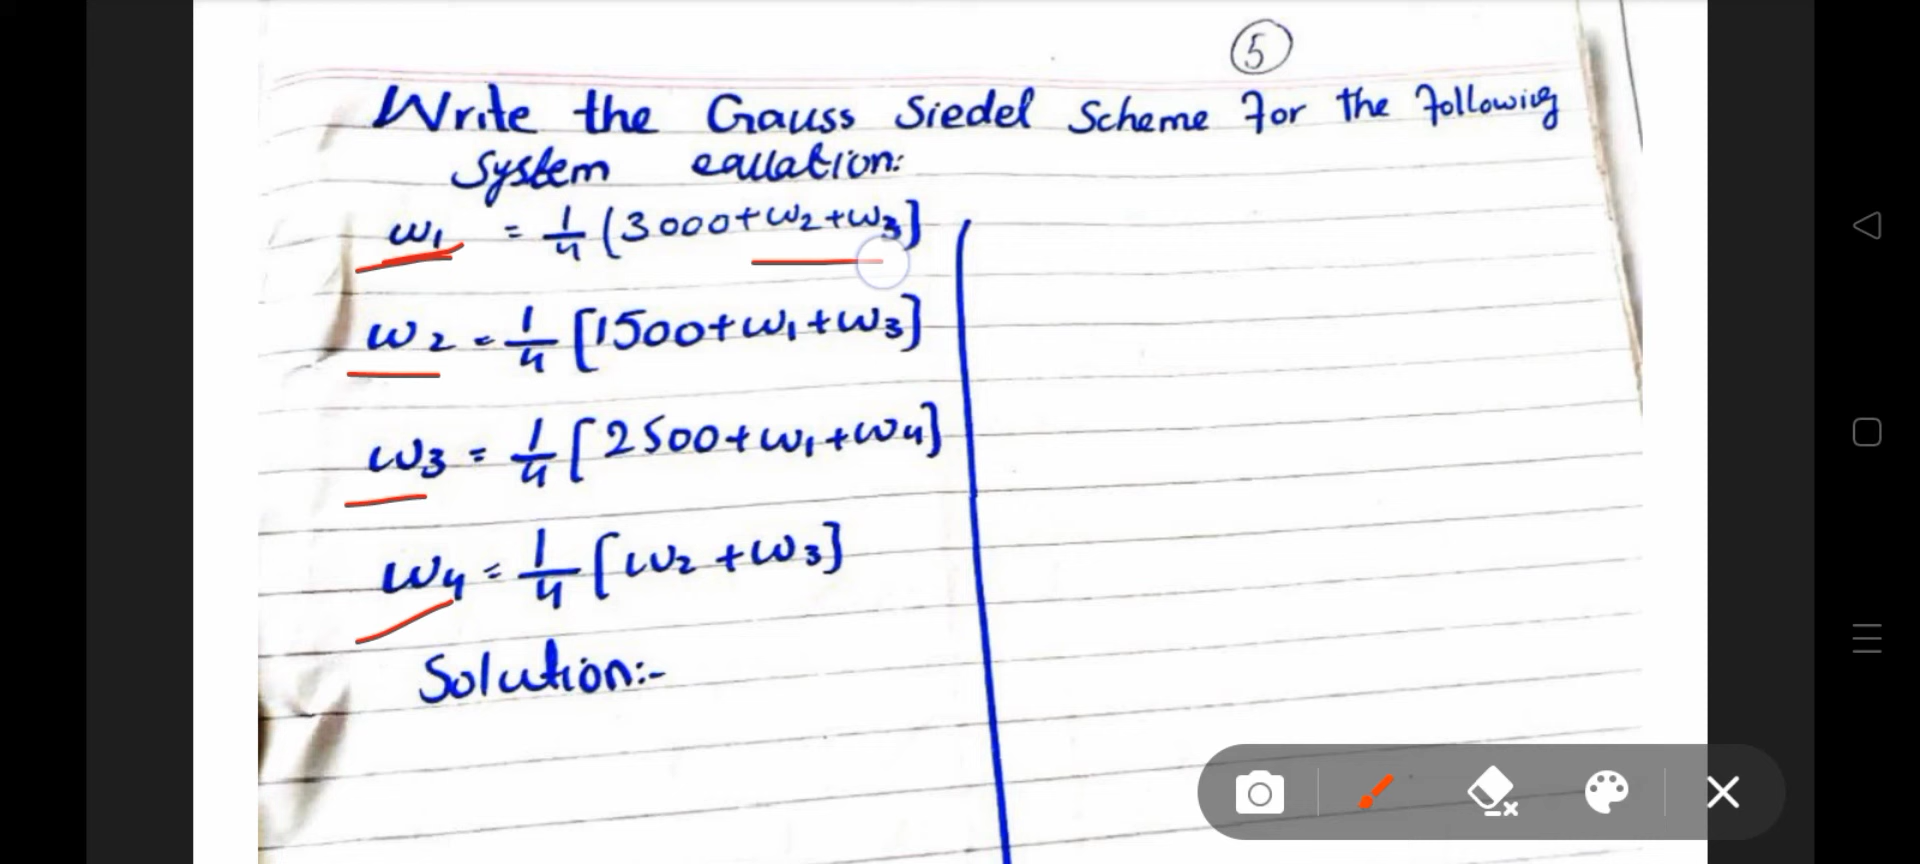 5
Write the Gauss Siedel Scheme For the Following
System eauation:
w1 = 1/4 (3000+w2+w3]
w2 = 1/4 [1500+w1+w3]
w3 = 1/4 [2500+w1+w4]
w4 = 1/4 [w2+w3]
Solution:-